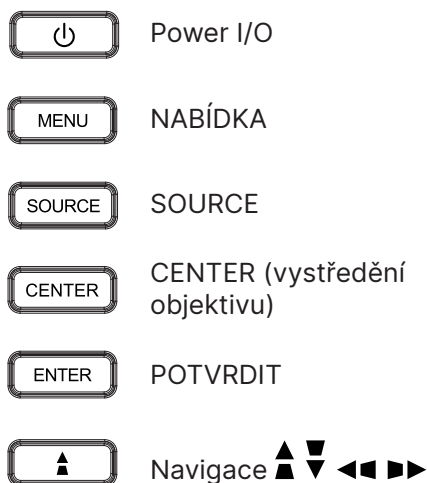 Power I/O
MENU NABÍDKA
SOURCE SOURCE
CENTER CENTER (vystředění
objektivu)
ENTER POTVRDIT
Navigace